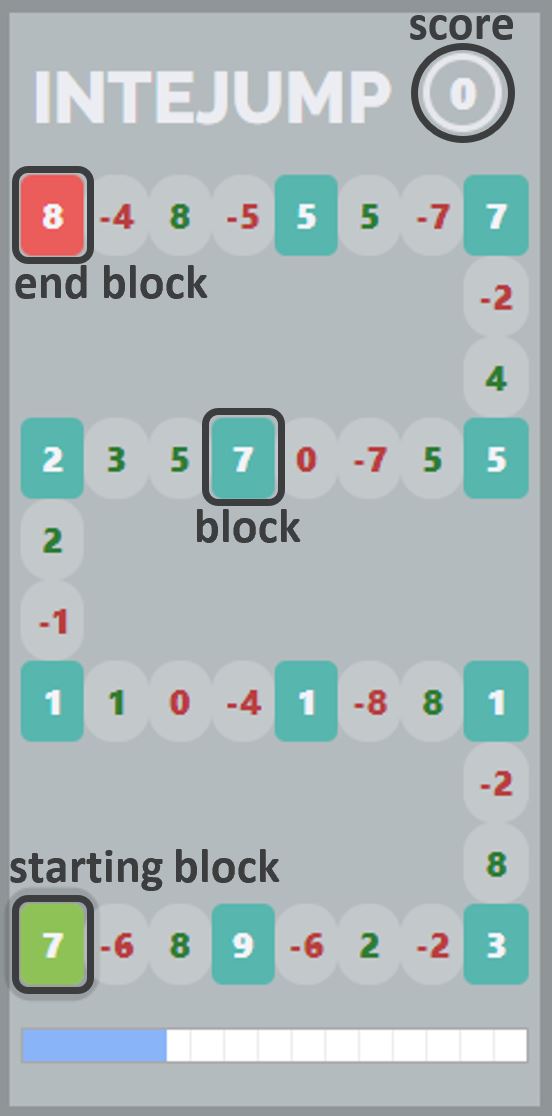 score
INTEJUMP 0
8 -4 8 -5 5 5 -7 7
end block
-2
4
2 3 5 7 0 -7 5 5
block
2
-1
1 1 0 -4 1 -8 8 1
-2
starting block
8
7 -6 8 9 -6 2 -2 3